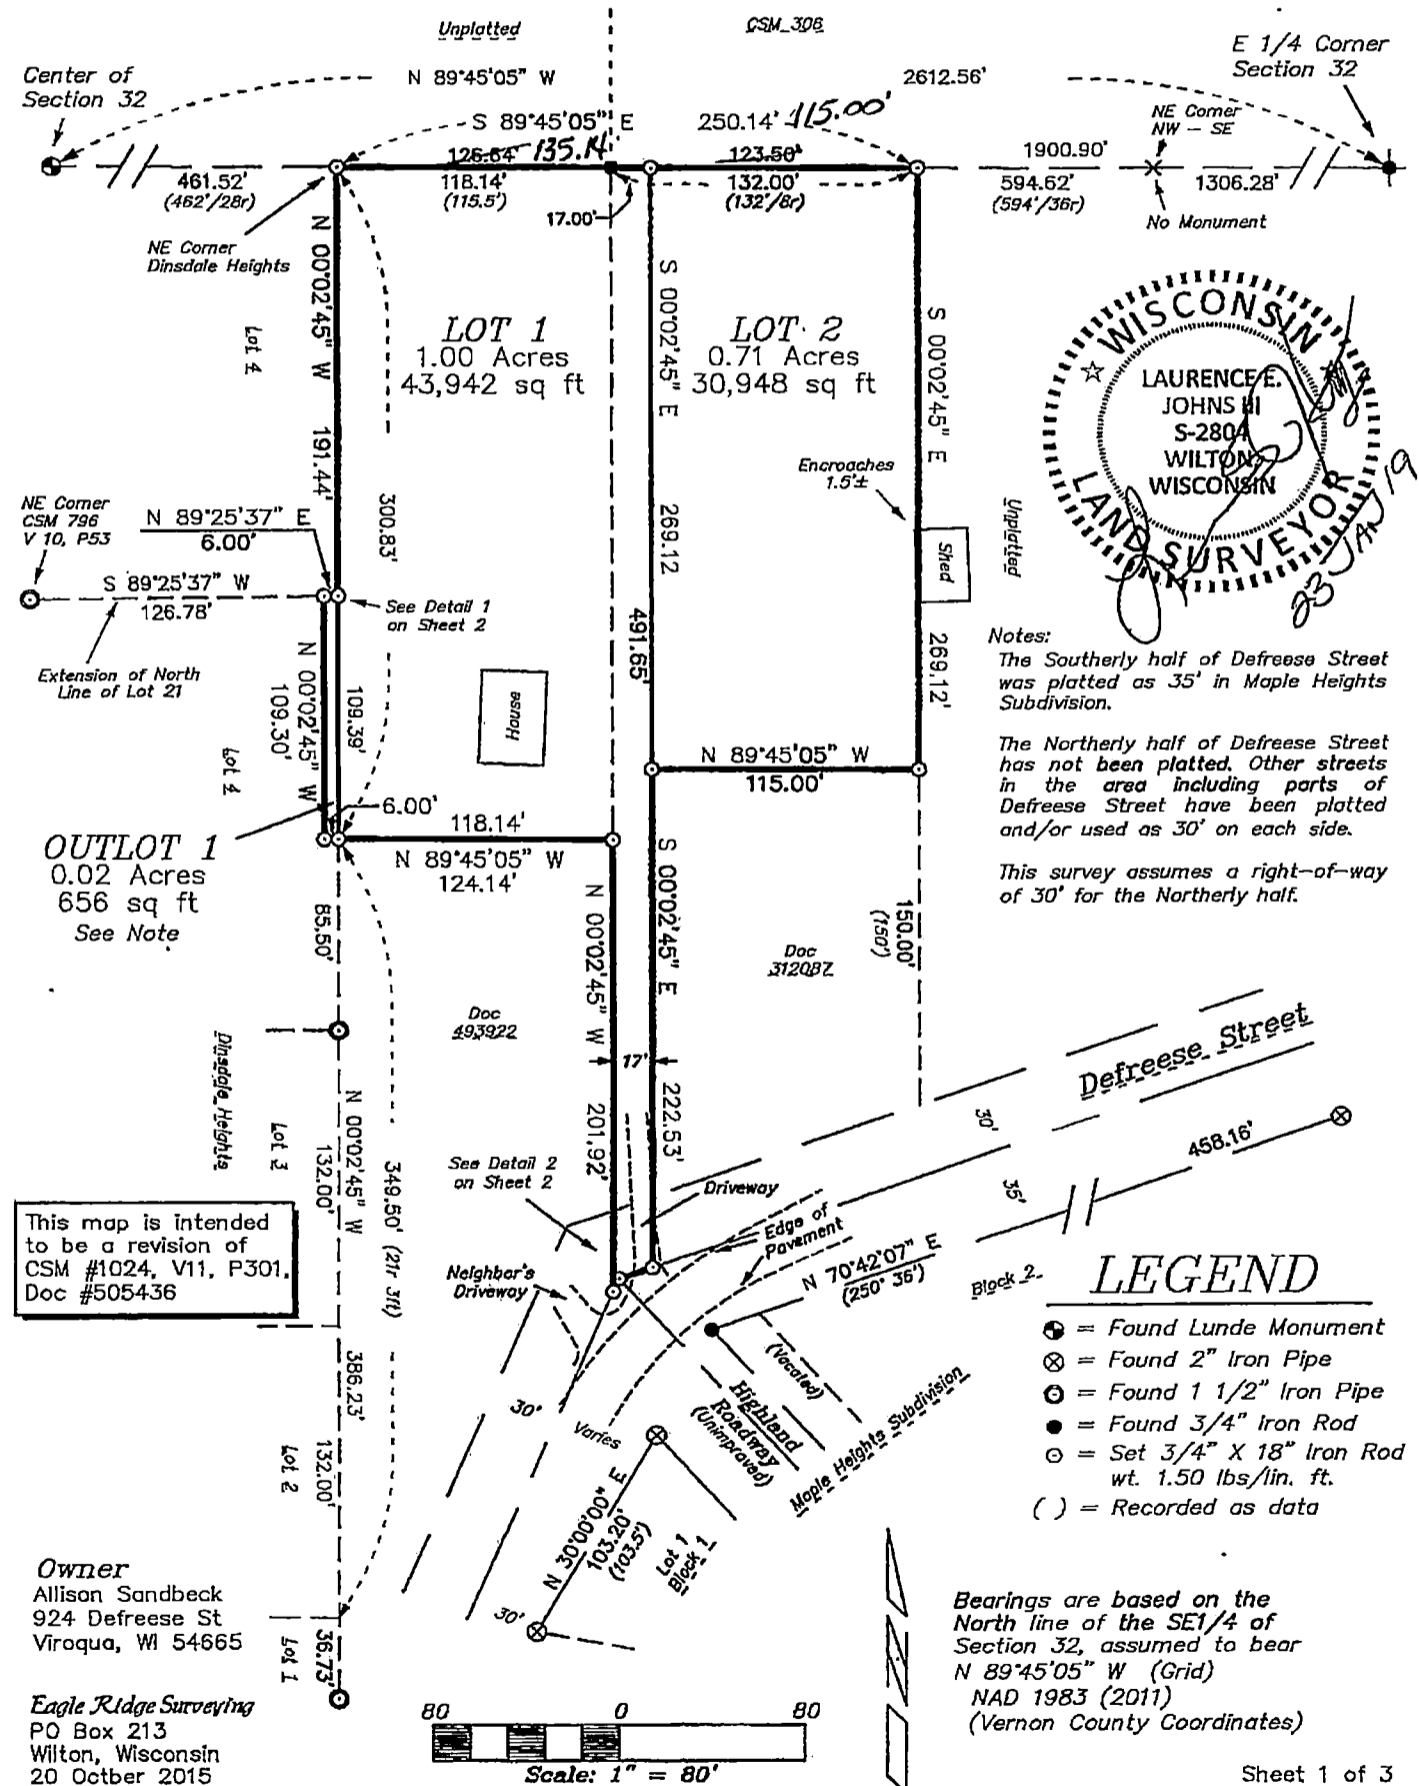 Unplatted
CSM 306
E 1/4 Corner
Section 32
Center of
Section 32
N 89°45'05" W
2612.56'
S 89°45'05" E
250.14'
115.00'
NE Corner
NW - SE
126.64'
135.14'
123.50'
1900.90'
461.52'
(462'/28r)
118.14'
(115.5')
17.00'
132.00'
(132'/8r)
594.62'
(594'/36r)
1306.28'
No Monument
NE Corner
Dinsdale Heights
N 00°02'45" W
191.44'
Lot 4
300.83'
LOT 1
1.00 Acres
43,942 sq ft
S 00°02'45" E
269.12
491.65'
LOT 2
0.71 Acres
30,948 sq ft
S 00°02'45" E
269.12'
Encroaches
1.5'±
Shed
Unplatted
WISCONSIN
LAURENCE E.
JOHNS III
S-2804
WILTON,
WISCONSIN
LAND SURVEYOR
23 JAN 19
NE Corner
CSM 796
V 10, P53
N 89°25'37" E
6.00'
S 89°25'37" W
126.78'
See Detail 1
on Sheet 2
Extension of North
Line of Lot 21
N 00°02'45" W
109.30'
109.39'
House
Lot 4
6.00'
118.14'
N 89°45'05" W
124.14'
N 89°45'05" W
115.00'
Notes:
The Southerly half of Defreese Street
was platted as 35' in Maple Heights
Subdivision.
The Northerly half of Defreese Street
has not been platted. Other streets
in the area including parts of
Defreese Street have been platted
and/or used as 30' on each side.
This survey assumes a right-of-way
of 30' for the Northerly half.
OUTLOT 1
0.02 Acres
656 sq ft
See Note
85.50'
N 00°02'45" W
201.92'
S 00°02'45" E
222.53'
17'
150.00'
(150')
Doc
312087
Doc
493922
Dinsdale Heights
Lot 3
N 00°02'45" W
132.00'
349.50' (21r 3ft)
Defreese Street
30'
35'
458.16'
See Detail 2
on Sheet 2
Driveway
Edge of
Pavement
N 70°42'07" E
(250° 36')
Block 2
Neighbor's
Driveway
This map is intended
to be a revision of
CSM #1024, V11, P301,
Doc #505436
386.23'
132.00'
Lot 2
30'
Varies
(Vacated)
Highland
Roadway
(Unimproved)
Maple Heights Subdivision
N 30°00'00" E
103.20'
(103.5')
Lot 1
Block 1
30'
LEGEND
= Found Lunde Monument
= Found 2" Iron Pipe
= Found 1 1/2" Iron Pipe
= Found 3/4" Iron Rod
= Set 3/4" X 18" Iron Rod
wt. 1.50 lbs/lin. ft.
( ) = Recorded as data
Owner
Allison Sandbeck
924 Defreese St
Viroqua, WI 54665
36.73'
Lot 1
Eagle Ridge Surveying
PO Box 213
Wilton, Wisconsin
20 Octber 2015
80 0 80
Scale: 1" = 80'
Bearings are based on the
North line of the SE1/4 of
Section 32, assumed to bear
N 89°45'05" W (Grid)
NAD 1983 (2011)
(Vernon County Coordinates)
Sheet 1 of 3